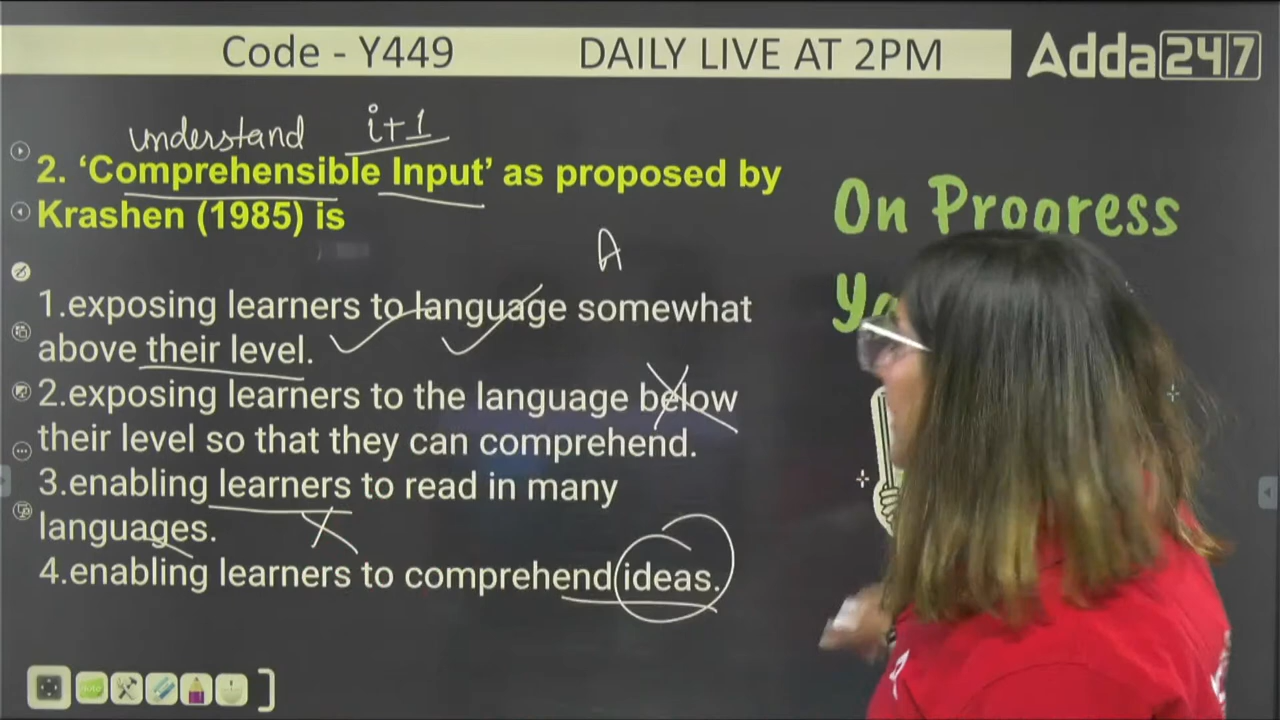 Code - Y449 DAILY LIVE AT 2PM Adda247
understand i+1
2. ‘Comprehensible Input’ as proposed by
Krashen (1985) is
A
1.exposing learners to language somewhat
above their level.
2.exposing learners to the language below
their level so that they can comprehend.
3.enabling learners to read in many
languages.
4.enabling learners to comprehend ideas.
On Progress